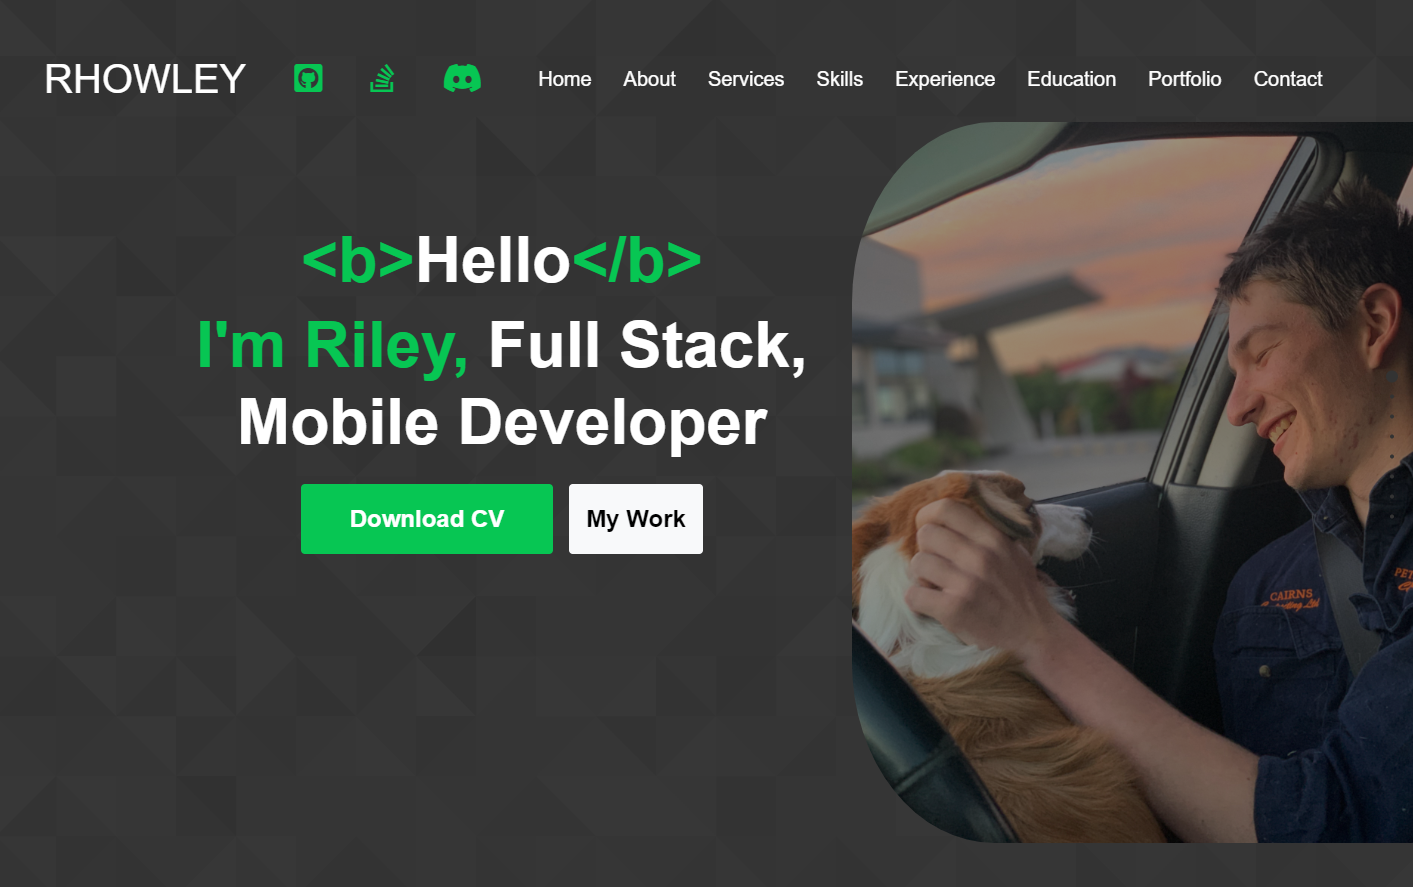 RHOWLEY
Home About Services Skills Experience Education Portfolio Contact
<b>Hello</b>
I'm Riley, Full Stack,
Mobile Developer
Download CV My Work
CAIRNS